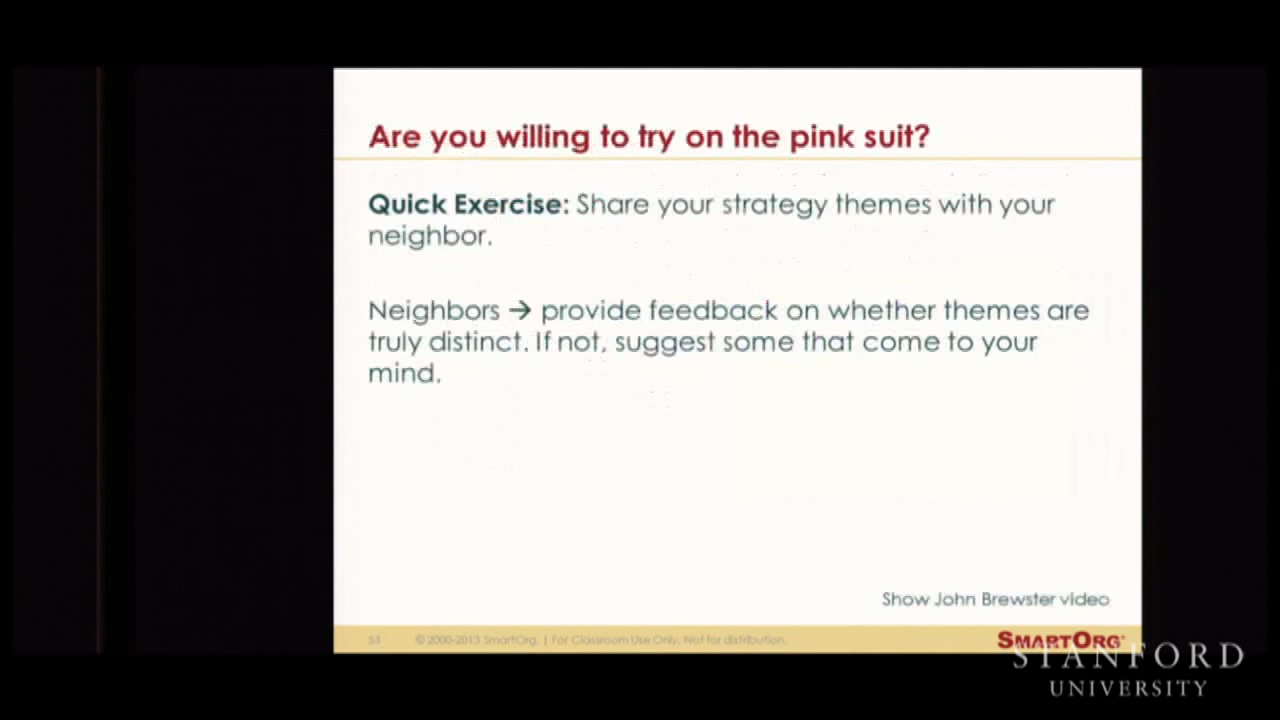 Are you willing to try on the pink suit?
Quick Exercise: Share your strategy themes with your
neighbor.
Neighbors → provide feedback on whether themes are
truly distinct. If not, suggest some that come to your
mind.
Show John Brewster video
53 © 2000-2013 SmartOrg. | For Classroom Use Only. Not for distribution.
SMARTORG
STANFORD
UNIVERSITY